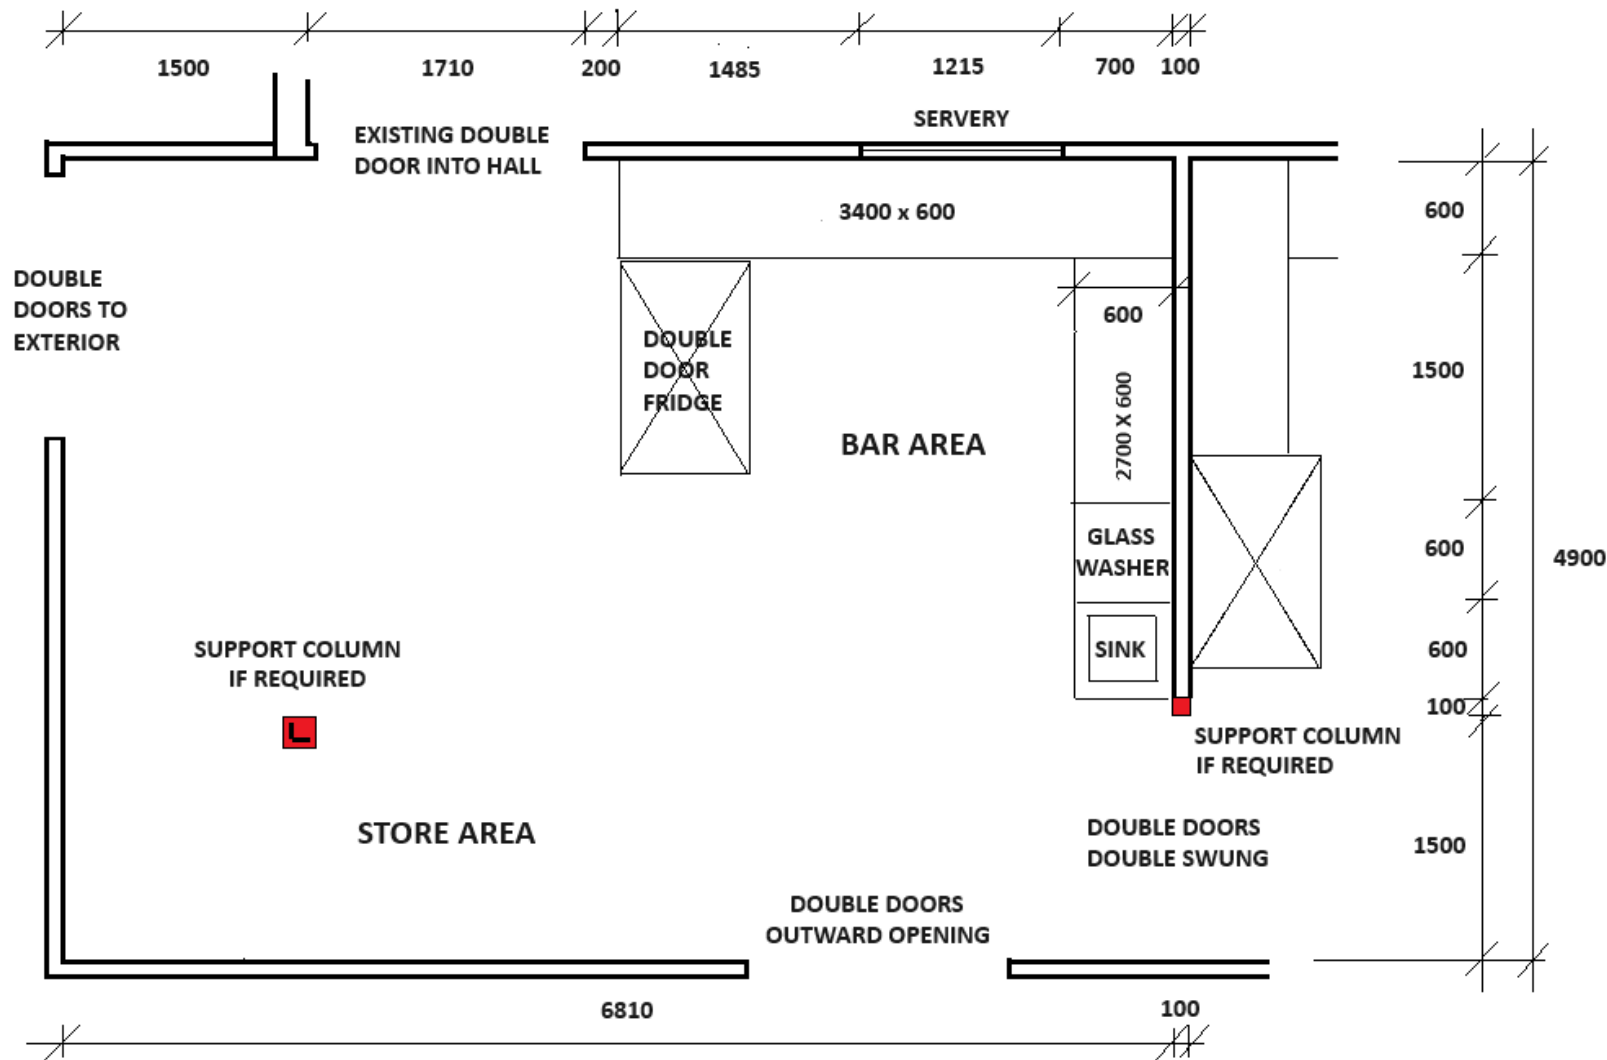 1500 1710 200 1485 1215 700 100
SERVERY
EXISTING DOUBLE
DOOR INTO HALL
3400 x 600
600
DOUBLE
DOORS TO
EXTERIOR
600
DOUBLE
DOOR
FRIDGE
2700 X 600
1500
BAR AREA
GLASS
WASHER
600
4900
SUPPORT COLUMN
IF REQUIRED
SINK
600
100
SUPPORT COLUMN
IF REQUIRED
STORE AREA
DOUBLE DOORS
DOUBLE SWUNG
1500
DOUBLE DOORS
OUTWARD OPENING
6810 100